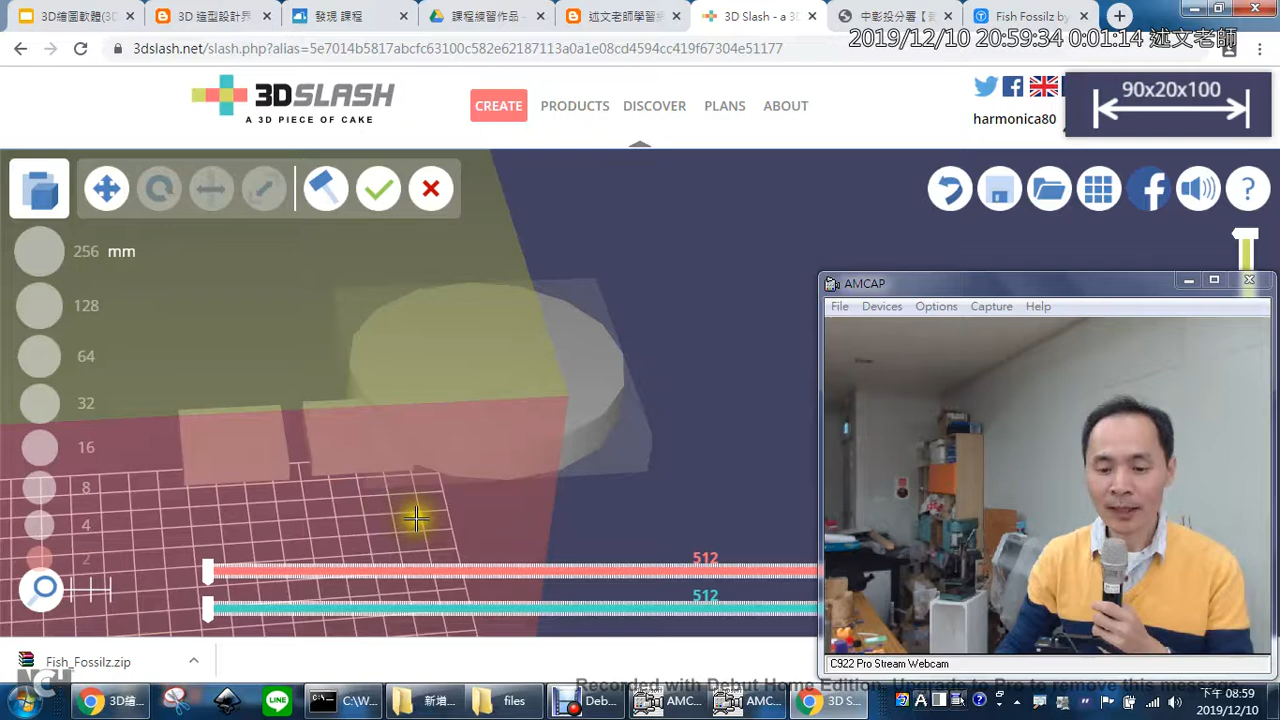 3D繪圖軟體(3D
3D 造型設計界
發現 課程
課程練習作品 -
述文老師學習系
3D Slash - a 3D
中彰投分署【
Fish Fossilz by
3dslash.net/slash.php?alias=5e7014b5817abcfc63100c582e62187113a0a1e08cd4594cc419f67304e51177
2019/12/10 20:59:34 0:01:14 述文老師
3DSLASH
A 3D PIECE OF CAKE
CREATE
PRODUCTS
DISCOVER
PLANS
ABOUT
harmonica80
90x20x100
256 mm
128
64
32
16
8
4
2
512
512
AMCAP
File Devices Options Capture Help
C922 Pro Stream Webcam
Fish_Fossilz.zip
NCH
Recorded with Debut Home Edition. Upgrade to Pro to remove this message.
3D...
LINE
C:\W...
新增...
files
Deb...
AMC...
AMC...
3D S...
下午 08:59
2019/12/10